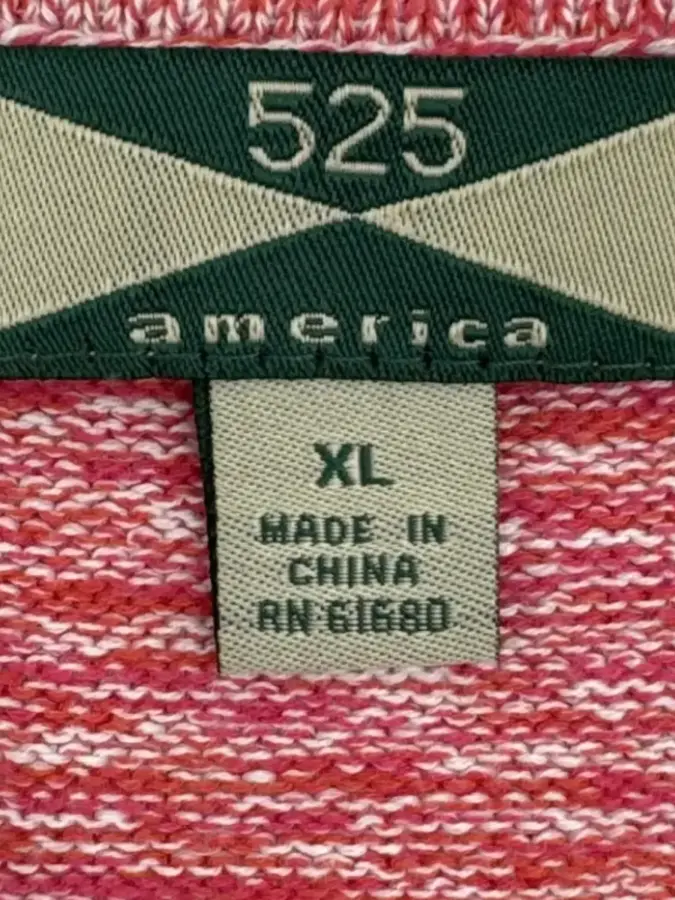 525
america
XL
MADE IN
CHINA
RN 61680